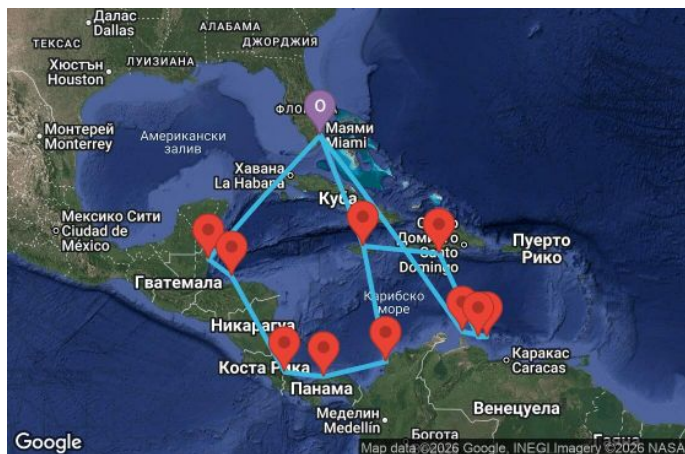 Далас
Dallas
АЛАБАМА
ТЕКСАС
ДЖОРДЖИЯ
ЛУИЗИАНА
Хюстън
Houston
O
Монтерей
Monterrey
Американски
залив
Маями
Miami
Хавана
La Habana
Куба
Мексико Сити
Ciudad de
México
Санто
Domingo
Пуерто
Рико
Гватемала
Карибско
море
Никарагуа
Коста Рика
Панама
Каракас
Caracas
Венецуела
Меделин
Medellín
Богота
Google
Map data ©2026 Google, INEGI Imagery ©2026 NASA